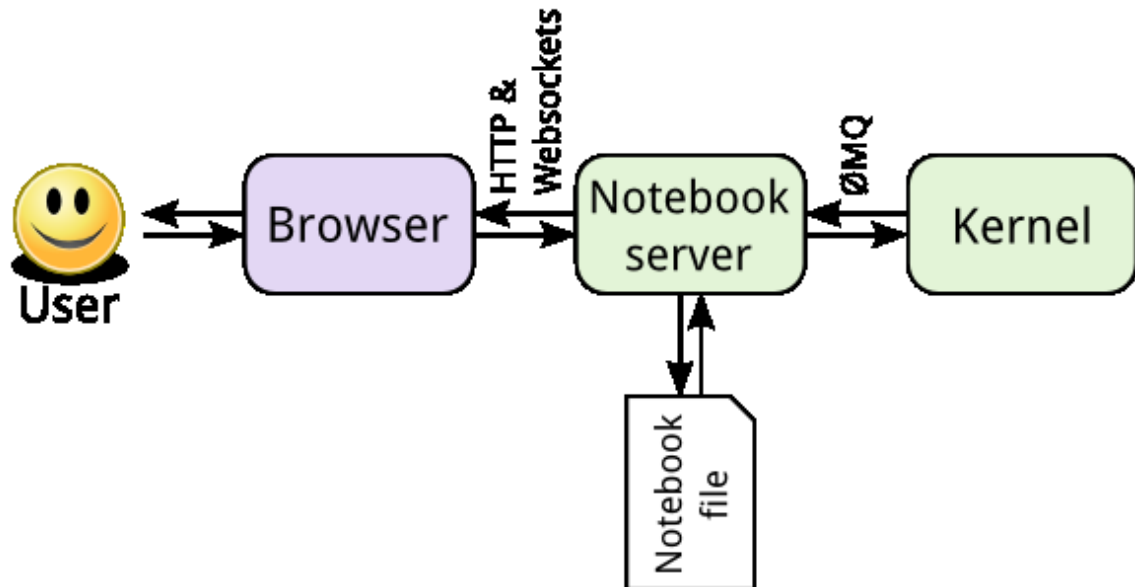 User
Browser
HTTP &
Websockets
Notebook
server
ØMQ
Kernel
Notebook
file